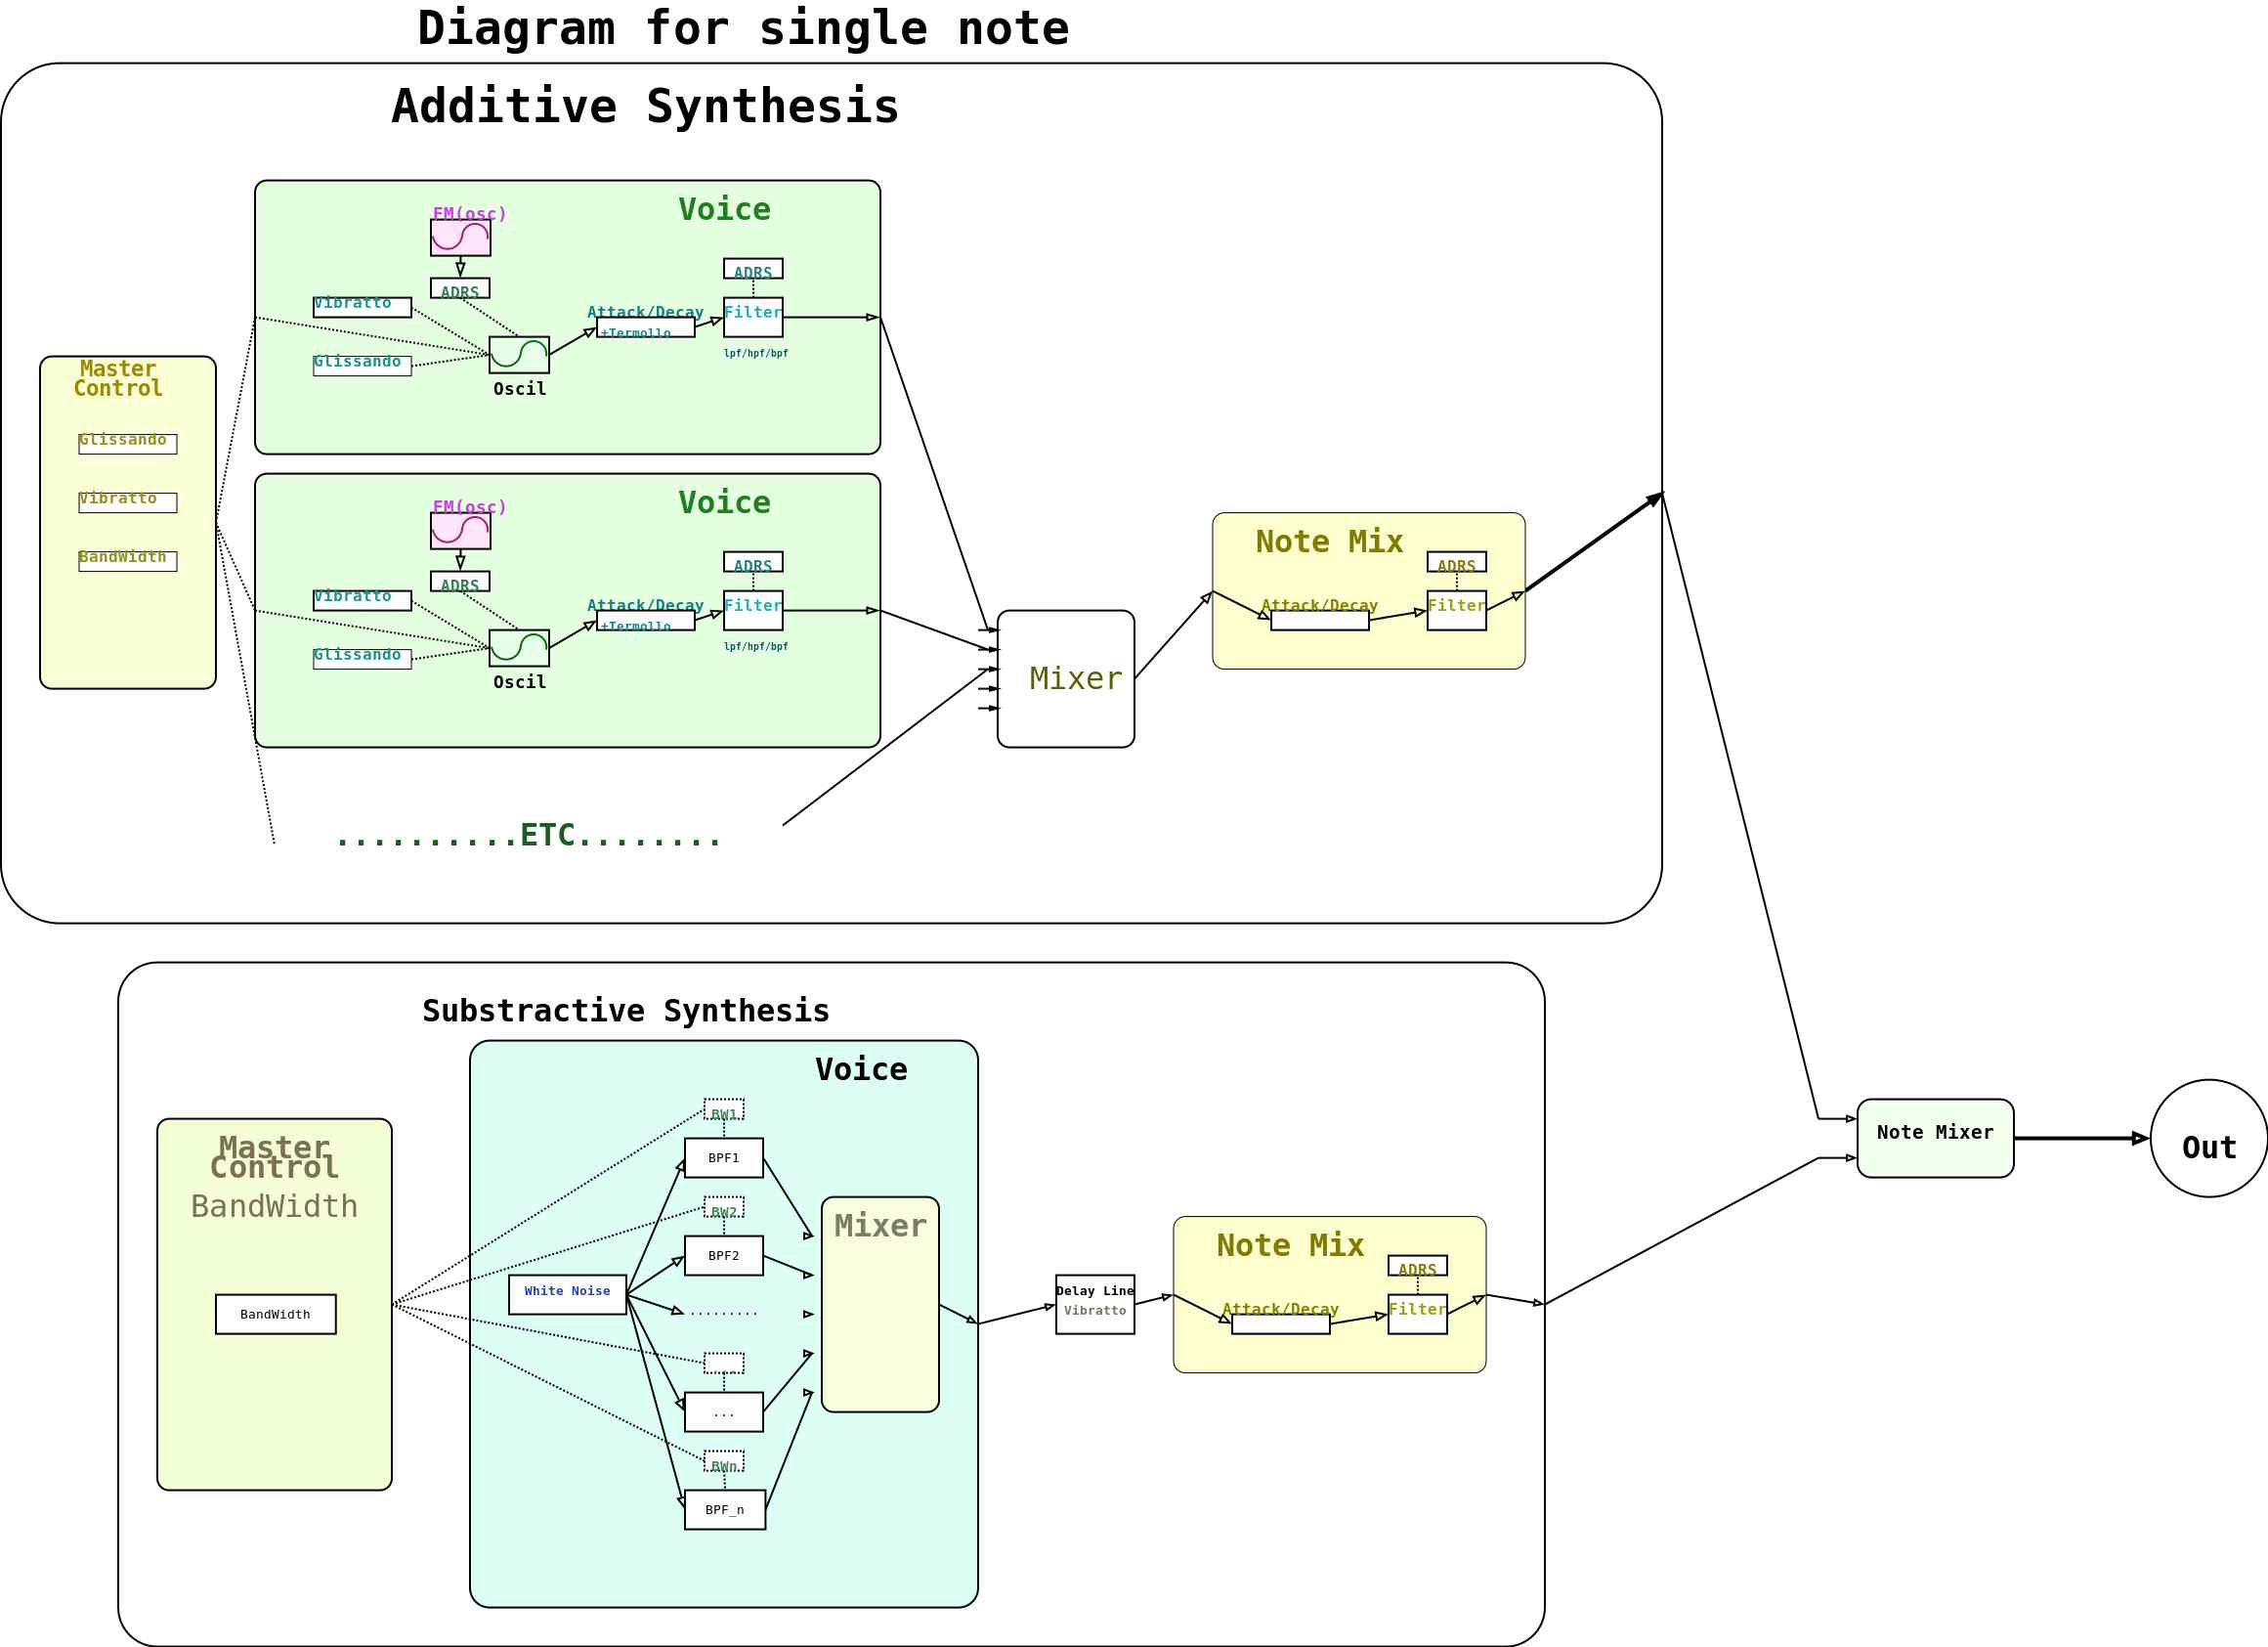 Diagram for single note
Additive Synthesis
Voice
FM(osc)
ADRS
ADRS
Vibratto
Attack/Decay
Filter
+Termollo
lpf/hpf/bpf
Glissando
Oscil
Master
Control
Glissando
Vibratto
BandWidth
Voice
FM(osc)
ADRS
ADRS
Vibratto
Attack/Decay
Filter
+Termollo
lpf/hpf/bpf
Glissando
Oscil
..........ETC........
Mixer
Note Mix
ADRS
Attack/Decay
Filter
Substractive Synthesis
Voice
Master
Control
BandWidth
BandWidth
White Noise
BW1
BPF1
BW2
BPF2
.........
...
BWn
BPF_n
Mixer
Delay Line
Vibratto
Note Mix
ADRS
Attack/Decay
Filter
Note Mixer
Out